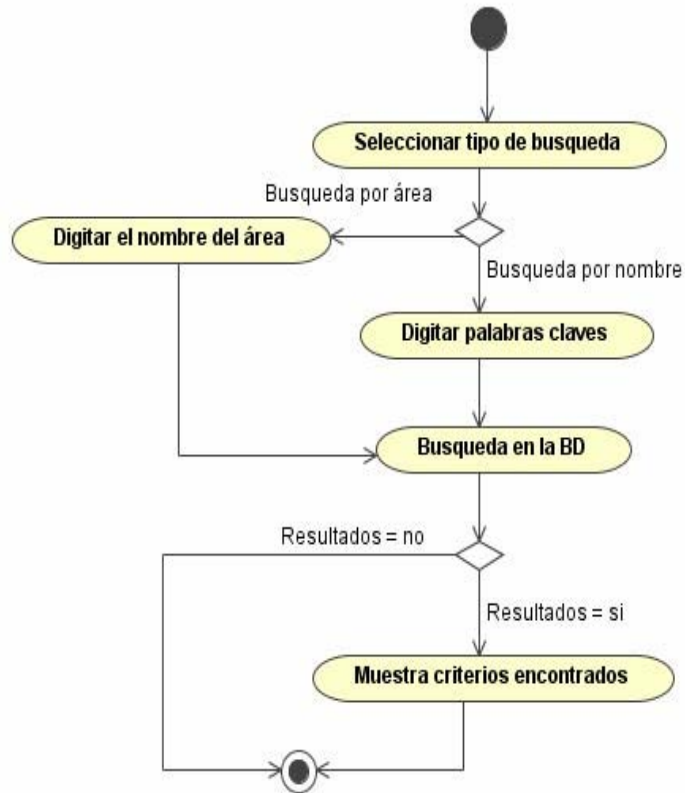 Seleccionar tipo de busqueda
Busqueda por área
Digitar el nombre del área
Busqueda por nombre
Digitar palabras claves
Busqueda en la BD
Resultados = no
Resultados = si
Muestra criterios encontrados